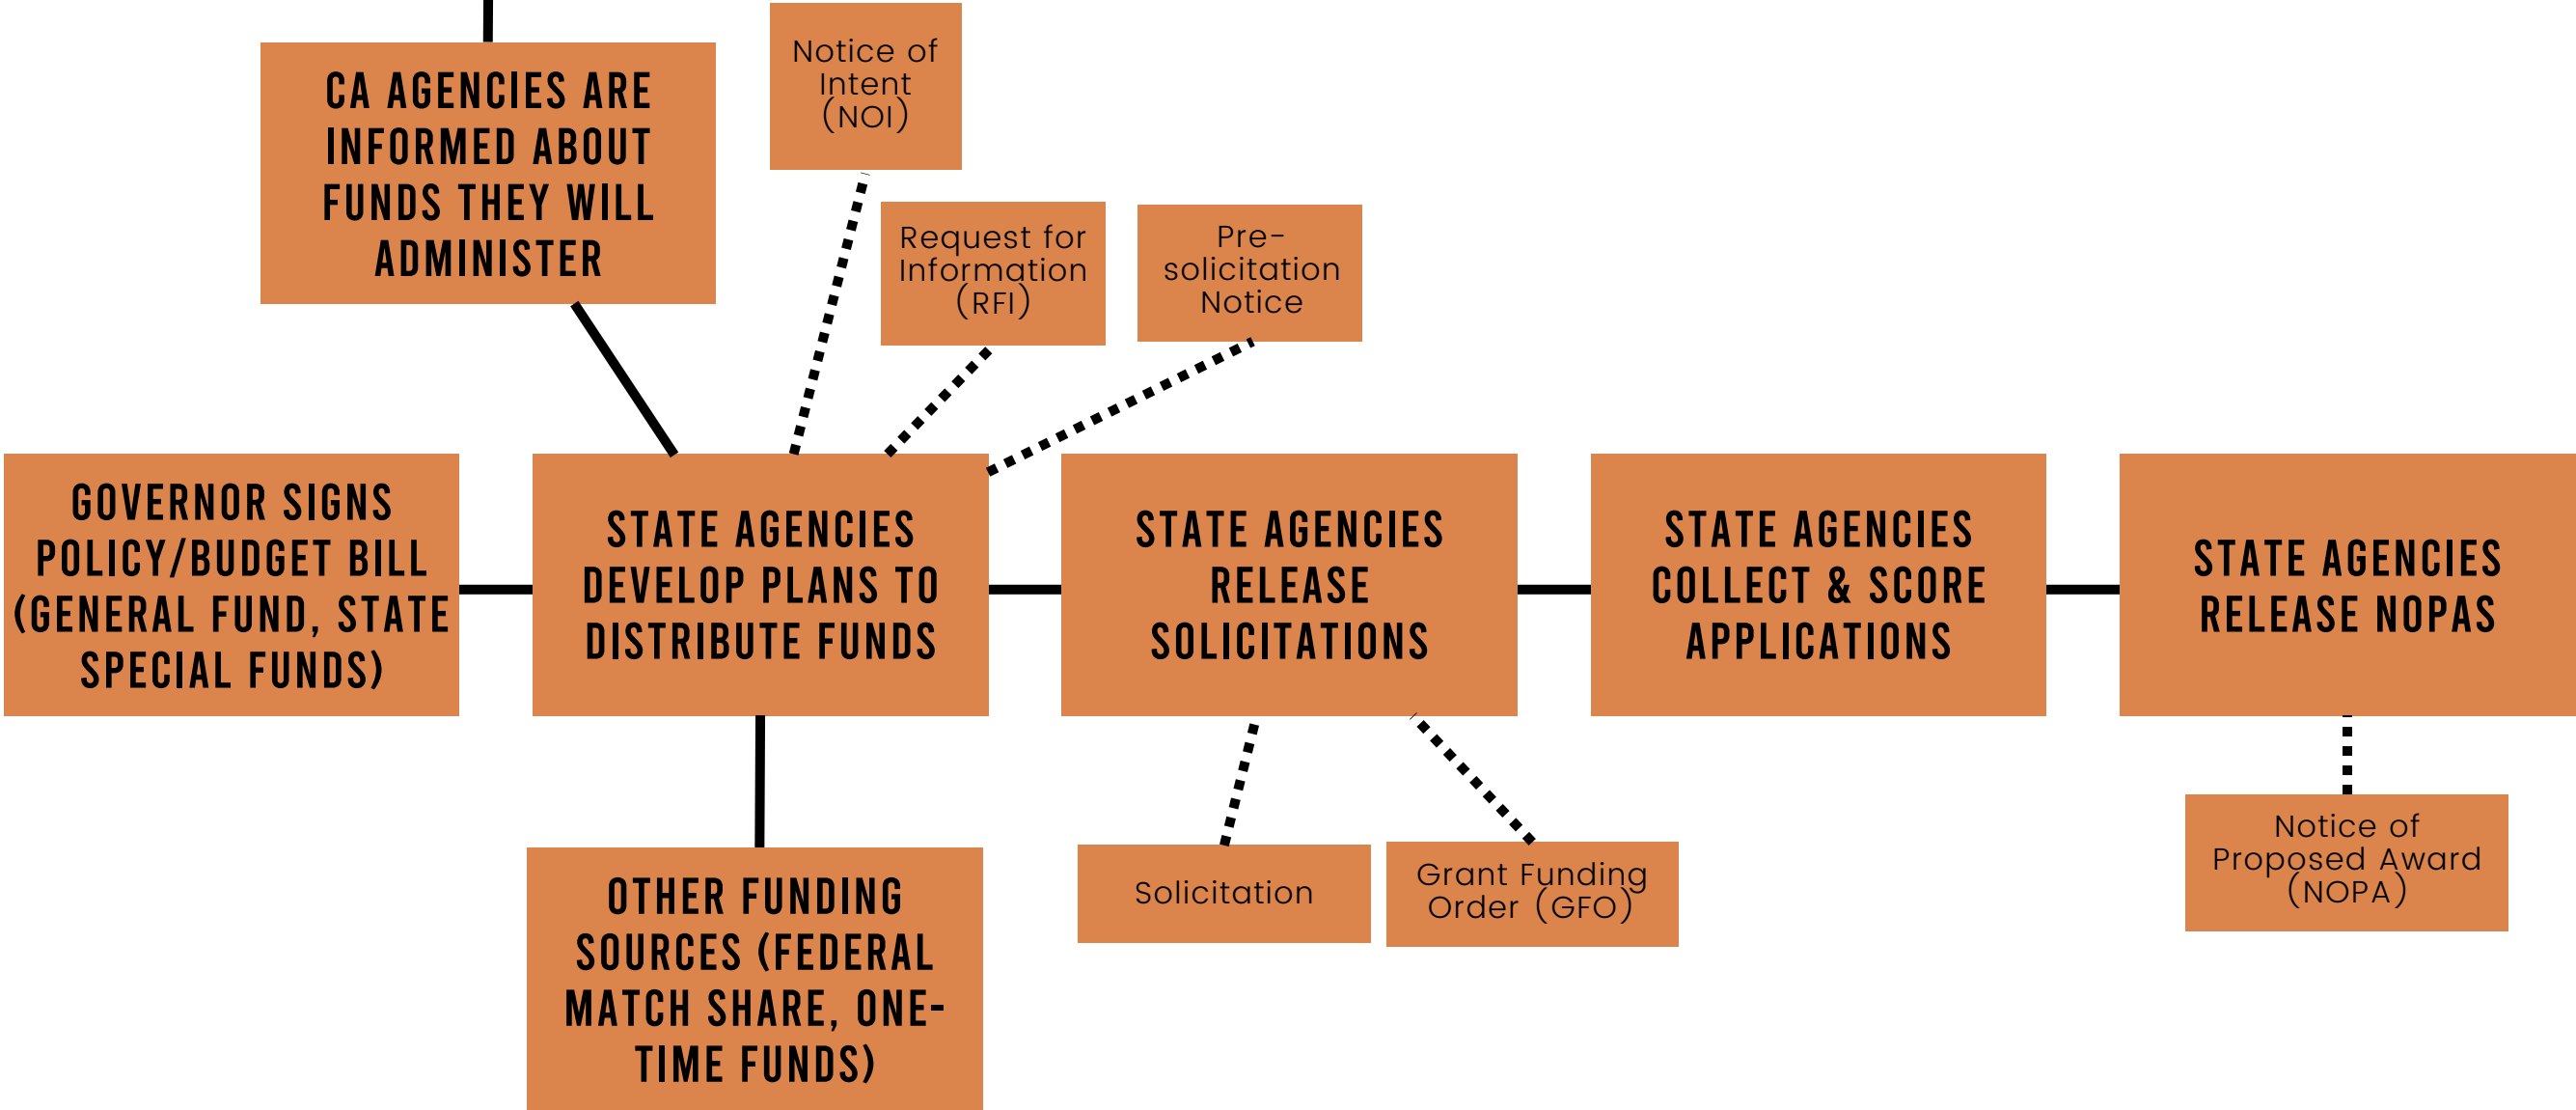 CA AGENCIES ARE
INFORMED ABOUT
FUNDS THEY WILL
ADMINISTER
Notice of
Intent
(NOI)
Request for
Information
(RFI)
Pre-
solicitation
Notice
GOVERNOR SIGNS
POLICY/BUDGET BILL
(GENERAL FUND, STATE
SPECIAL FUNDS)
STATE AGENCIES
DEVELOP PLANS TO
DISTRIBUTE FUNDS
STATE AGENCIES
RELEASE
SOLICITATIONS
STATE AGENCIES
COLLECT & SCORE
APPLICATIONS
STATE AGENCIES
RELEASE NOPAS
OTHER FUNDING
SOURCES (FEDERAL
MATCH SHARE, ONE-
TIME FUNDS)
Solicitation
Grant Funding
Order (GFO)
Notice of
Proposed Award
(NOPA)